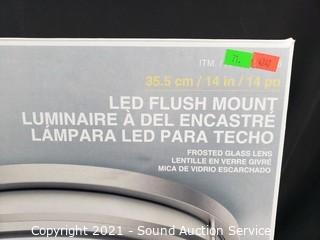 ITM.
35.5 cm / 14 in / 14 po
LED FLUSH MOUNT
LUMINAIRE À DEL ENCASTRÉ
LÁMPARA LED PARA TECHO
FROSTED GLASS LENS
LENTILLE EN VERRE GIVRÉ
MICA DE VIDRIO ESCARCHADO
Copyright 2021 - Sound Auction Service